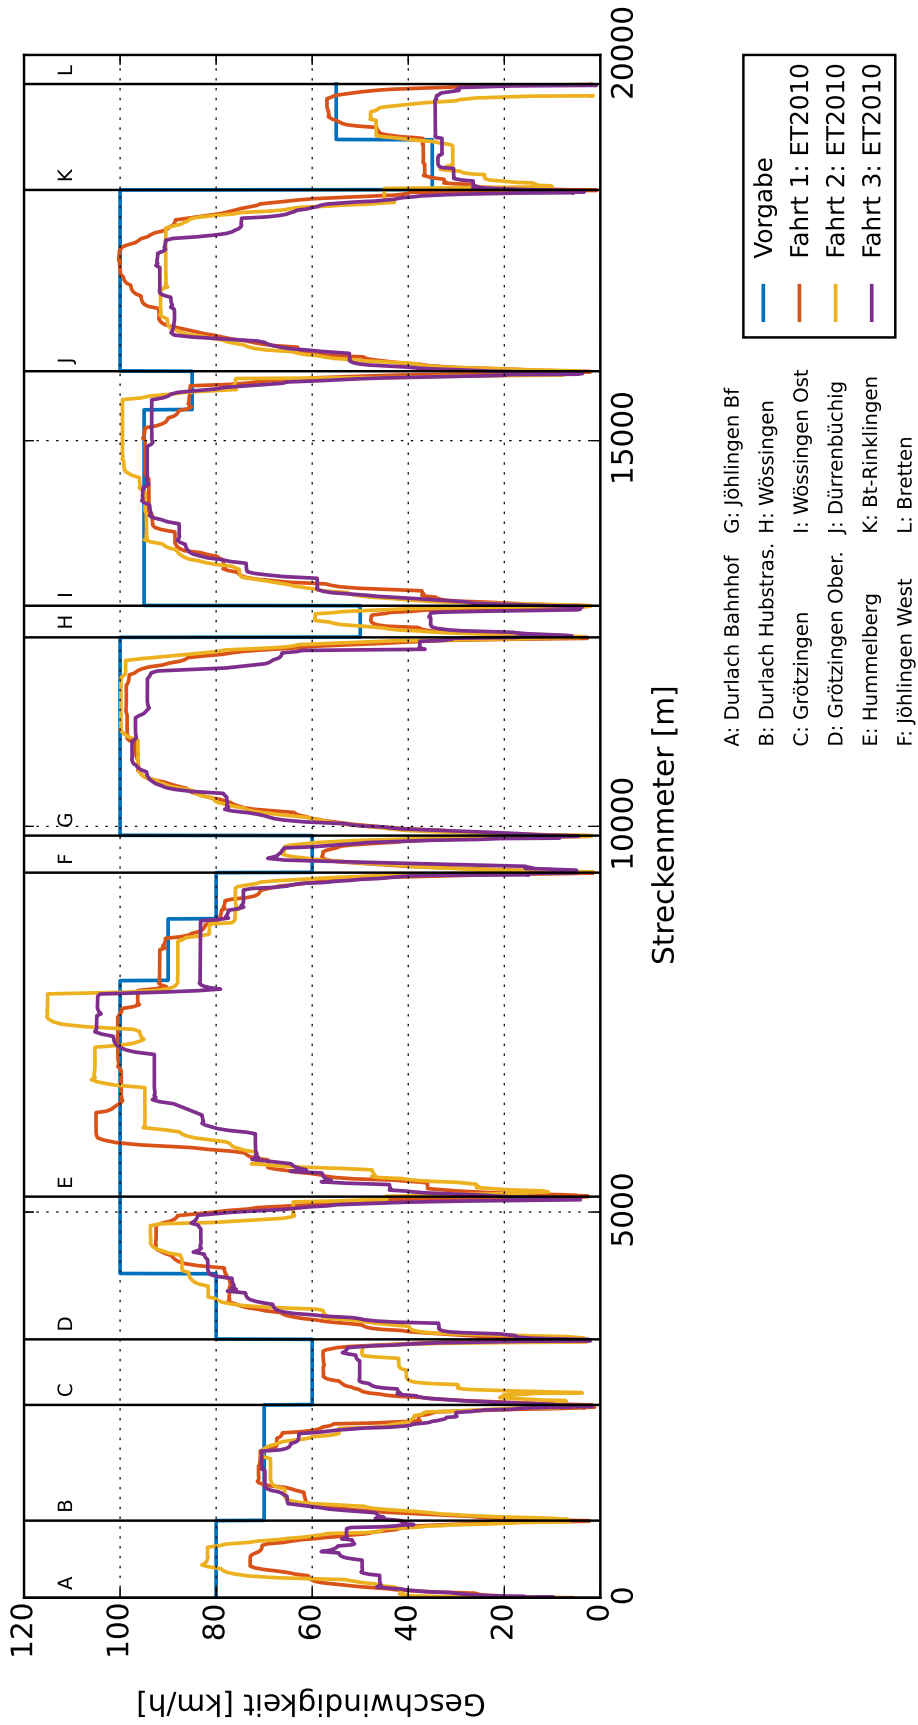 Geschwindigkeit [km/h]
120
100
80
60
40
20
0
A
B
C
D
E
F
G
H
I
J
K
L
0
5000
10000
15000
20000
Streckenmeter [m]
A: Durlach Bahnhof
B: Durlach Hubstras.
C: Grötzingen
D: Grötzingen Ober.
E: Hummelberg
F: Jöhlingen West
G: Jöhlingen Bf
H: Wössingen
I: Wössingen Ost
J: Dürrenbüchig
K: Bt-Rinklingen
L: Bretten
Vorgabe
Fahrt 1: ET2010
Fahrt 2: ET2010
Fahrt 3: ET2010